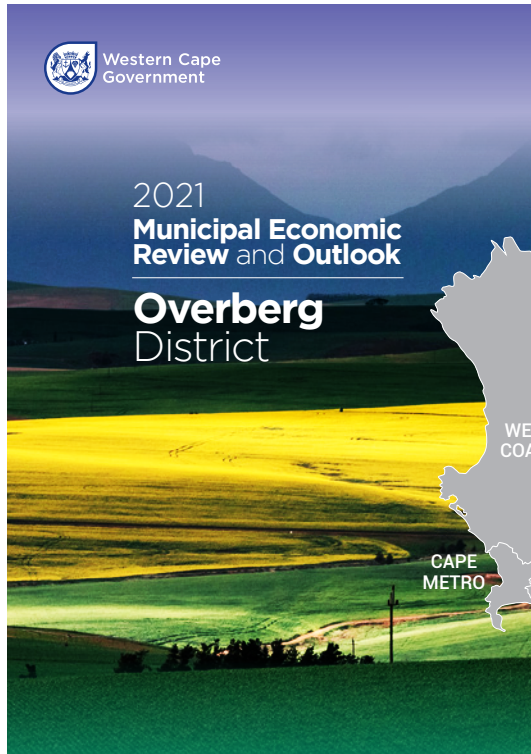 Western Cape
Government
2021
Municipal Economic
Review and Outlook
Overberg
District
CAPE
METRO